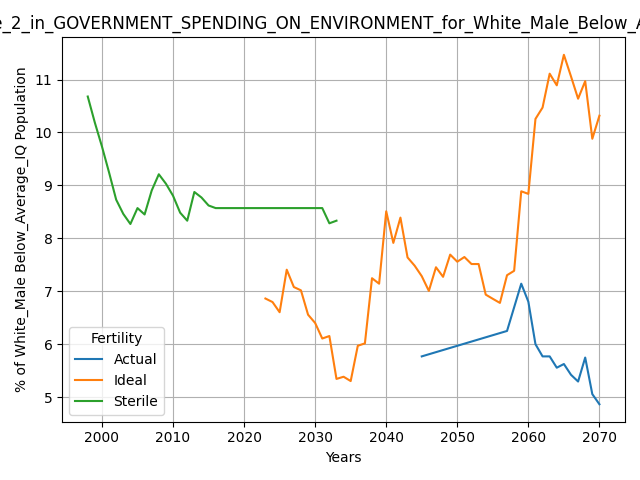 e_2_in_GOVERNMENT_SPENDING_ON_ENVIRONMENT_for_White_Male_Below_A
% of White_Male Below_Average_IQ Population
11
10
9
8
7
6
5
Fertility
Actual
Ideal
Sterile
2000 2010 2020 2030 2040 2050 2060 2070
Years